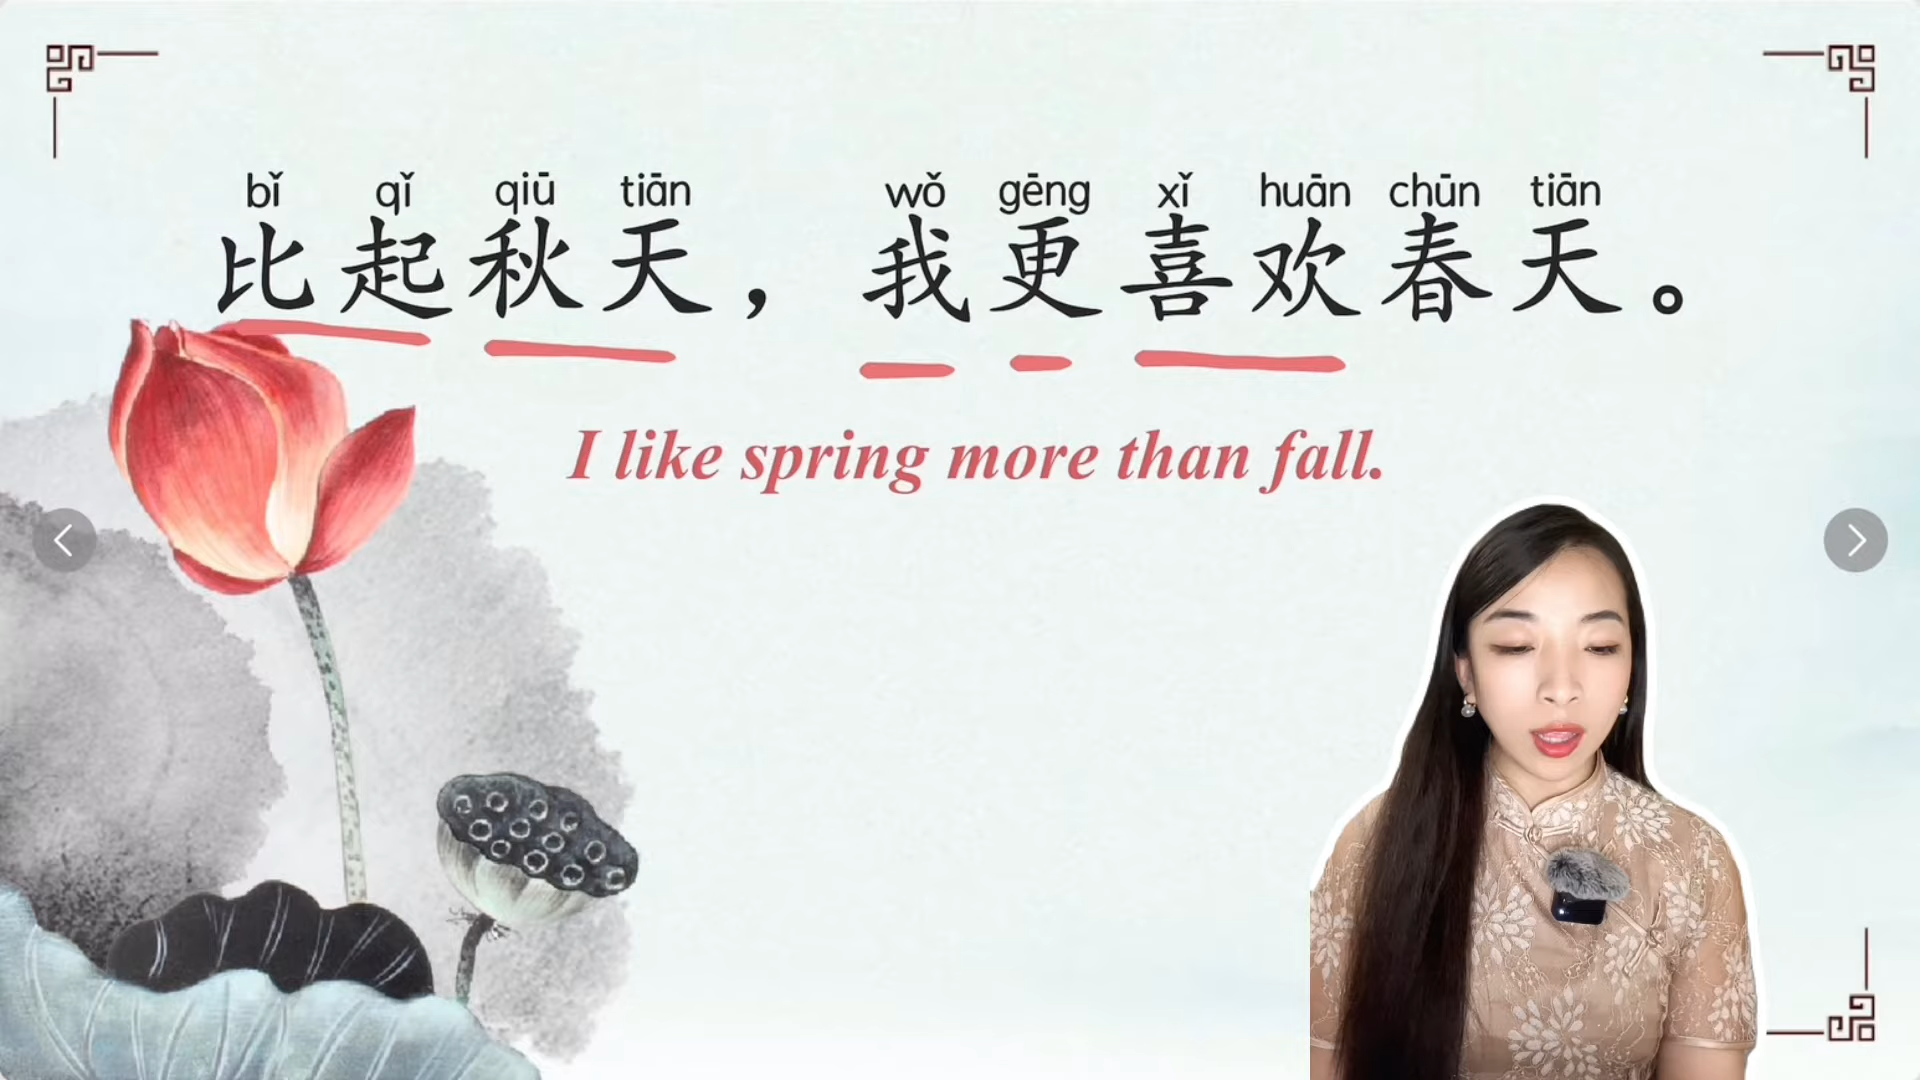 bǐ qǐ qiū tiān wǒ gēng xǐ huān chūn tiān
比起秋天，我更喜欢春天。
I like spring more than fall.